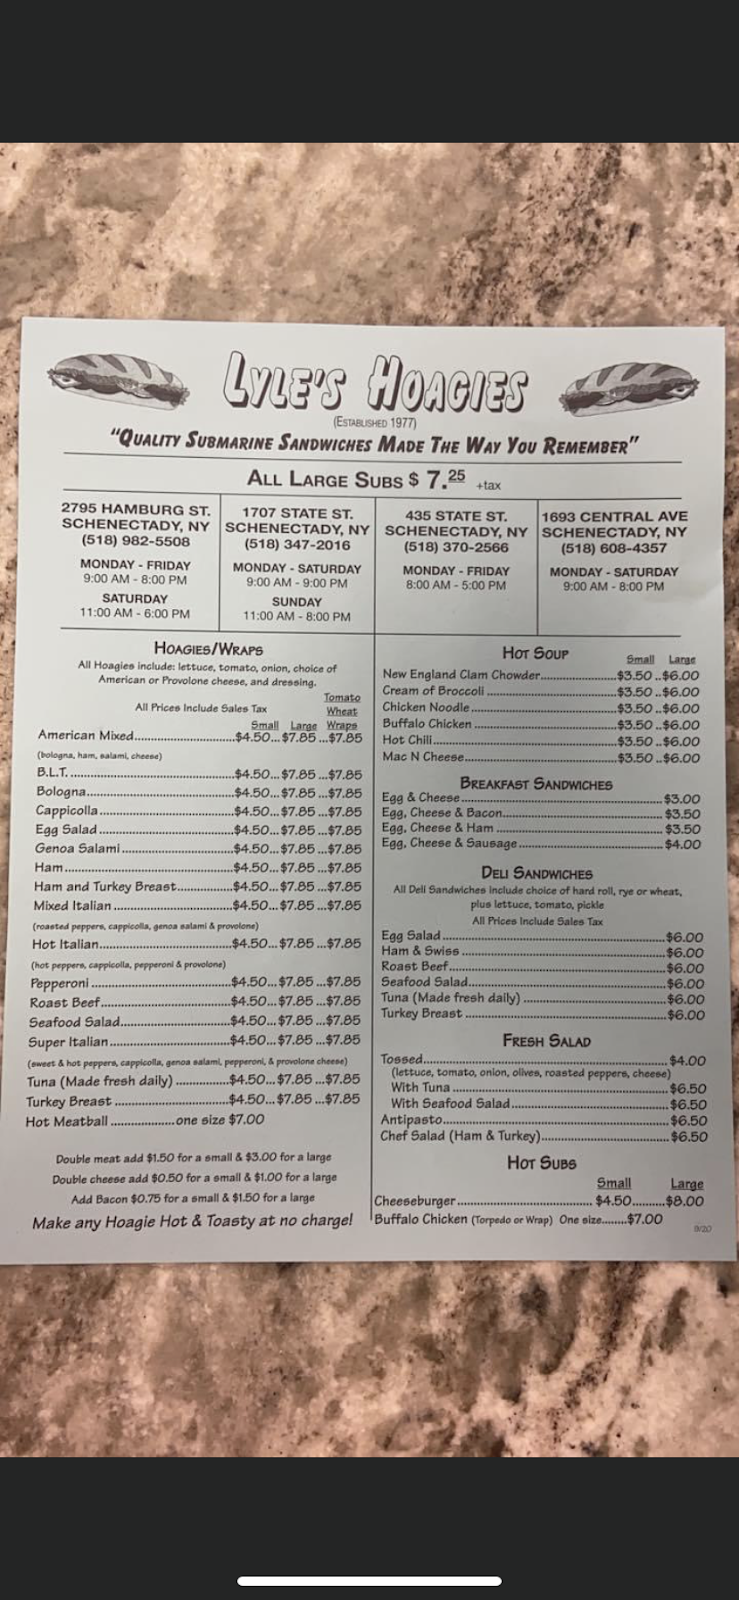 LYLE'S HOAGIES
(ESTABLISHED 1977)
"QUALITY SUBMARINE SANDWICHES MADE THE WAY YOU REMEMBER"
ALL LARGE SUBS $ 7.25 +tax
2795 HAMBURG ST.
SCHENECTADY, NY
(518) 982-5508
MONDAY - FRIDAY
9:00 AM - 8:00 PM
SATURDAY
11:00 AM - 6:00 PM
1707 STATE ST.
SCHENECTADY, NY
(518) 347-2016
MONDAY - SATURDAY
9:00 AM - 9:00 PM
SUNDAY
11:00 AM - 8:00 PM
435 STATE ST.
SCHENECTADY, NY
(518) 370-2566
MONDAY - FRIDAY
8:00 AM - 5:00 PM
1693 CENTRAL AVE
SCHENECTADY, NY
(518) 608-4357
MONDAY - SATURDAY
9:00 AM - 8:00 PM
HOAGIES/WRAPS
All Hoagies include: lettuce, tomato, onion, choice of
American or Provolone cheese, and dressing.
Tomato
All Prices Include Sales Tax Wheat
Small Large Wraps
American Mixed.....$4.50...$7.85...$7.85
(bologna, ham, salami, cheese)
B.L.T.....$4.50...$7.85...$7.85
Bologna.....$4.50...$7.85...$7.85
Cappicolla.....$4.50...$7.85...$7.85
Egg Salad.....$4.50...$7.85...$7.85
Genoa Salami.....$4.50...$7.85...$7.85
Ham.....$4.50...$7.85...$7.85
Ham and Turkey Breast.....$4.50...$7.85...$7.85
Mixed Italian.....$4.50...$7.85...$7.85
(roasted peppers, cappicolla, genoa salami & provolone)
Hot Italian.....$4.50...$7.85...$7.85
(hot peppers, cappicolla, pepperoni & provolone)
Pepperoni.....$4.50...$7.85...$7.85
Roast Beef.....$4.50...$7.85...$7.85
Seafood Salad.....$4.50...$7.85...$7.85
Super Italian.....$4.50...$7.85...$7.85
(sweet & hot peppers, cappicolla, genoa salami, pepperoni, & provolone cheese)
Tuna (Made fresh daily).....$4.50...$7.85...$7.85
Turkey Breast.....$4.50...$7.85...$7.85
Hot Meatball.....one size $7.00
Double meat add $1.50 for a small & $3.00 for a large
Double cheese add $0.50 for a small & $1.00 for a large
Add Bacon $0.75 for a small & $1.50 for a large
Make any Hoagie Hot & Toasty at no charge!
HOT SOUP
Small Large
New England Clam Chowder.....$3.50..$6.00
Cream of Broccoli.....$3.50..$6.00
Chicken Noodle.....$3.50..$6.00
Buffalo Chicken.....$3.50..$6.00
Hot Chili.....$3.50..$6.00
Mac N Cheese.....$3.50..$6.00
BREAKFAST SANDWICHES
Egg & Cheese.....$3.00
Egg, Cheese & Bacon.....$3.50
Egg, Cheese & Ham.....$3.50
Egg, Cheese & Sausage.....$4.00
DELI SANDWICHES
All Deli Sandwiches include choice of hard roll, rye or wheat,
plus lettuce, tomato, pickle
All Prices Include Sales Tax
Egg Salad.....$6.00
Ham & Swiss.....$6.00
Roast Beef.....$6.00
Seafood Salad.....$6.00
Tuna (Made fresh daily).....$6.00
Turkey Breast.....$6.00
FRESH SALAD
Tossed.....$4.00
(lettuce, tomato, onion, olives, roasted peppers, cheese)
With Tuna.....$6.50
With Seafood Salad.....$6.50
Antipasto.....$6.50
Chef Salad (Ham & Turkey).....$6.50
HOT SUBS
Small Large
Cheeseburger.....$4.50.....$8.00
Buffalo Chicken (Torpedo or Wrap) One size.....$7.00
9/20